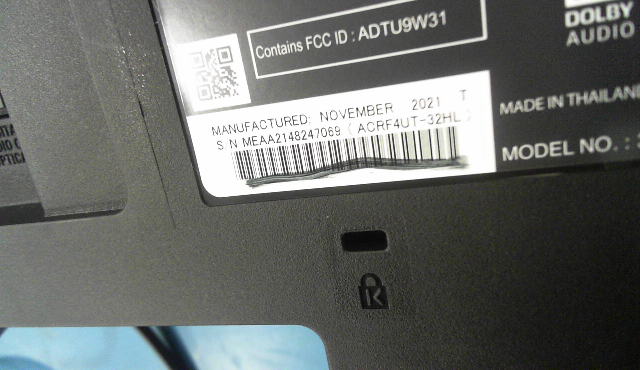 Contains FCC ID : ADTU9W31
DOLBY
AUDIO
MANUFACTURED: NOVEMBER 2021 T
S/N MEAA2148247069 ( ACRF4UT-32HL )
MADE IN THAILAND
MODEL NO. :
K